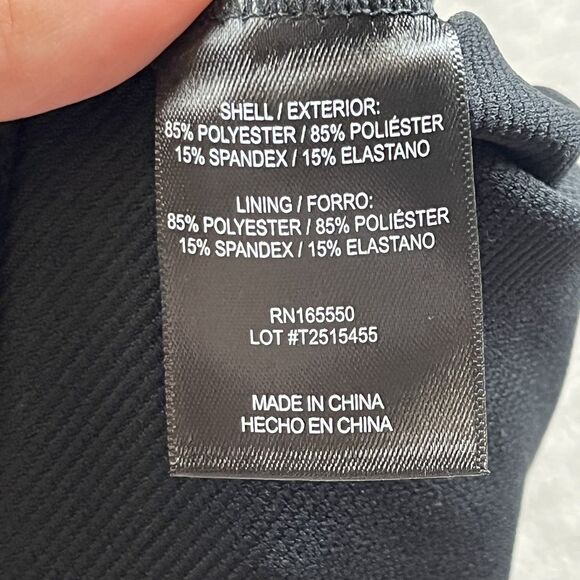 SHELL / EXTERIOR:
85% POLYESTER / 85% POLIÉSTER
15% SPANDEX / 15% ELASTANO
LINING / FORRO:
85% POLYESTER / 85% POLIÉSTER
15% SPANDEX / 15% ELASTANO
RN165550
LOT #T2515455
MADE IN CHINA
HECHO EN CHINA